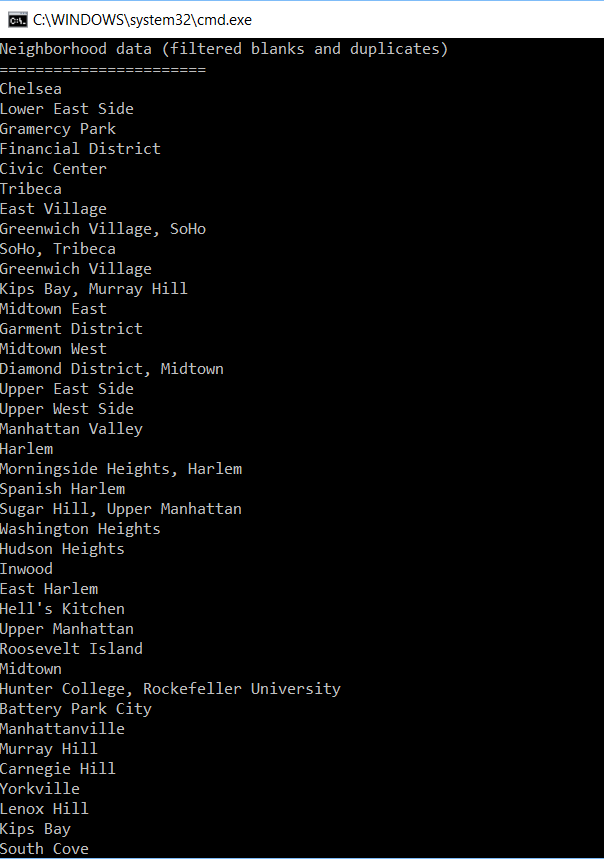 C:\WINDOWS\system32\cmd.exe
Neighborhood data (filtered blanks and duplicates)
=======================
Chelsea
Lower East Side
Gramercy Park
Financial District
Civic Center
Tribeca
East Village
Greenwich Village, SoHo
SoHo, Tribeca
Greenwich Village
Kips Bay, Murray Hill
Midtown East
Garment District
Midtown West
Diamond District, Midtown
Upper East Side
Upper West Side
Manhattan Valley
Harlem
Morningside Heights, Harlem
Spanish Harlem
Sugar Hill, Upper Manhattan
Washington Heights
Hudson Heights
Inwood
East Harlem
Hell's Kitchen
Upper Manhattan
Roosevelt Island
Midtown
Hunter College, Rockefeller University
Battery Park City
Manhattanville
Murray Hill
Carnegie Hill
Yorkville
Lenox Hill
Kips Bay
South Cove